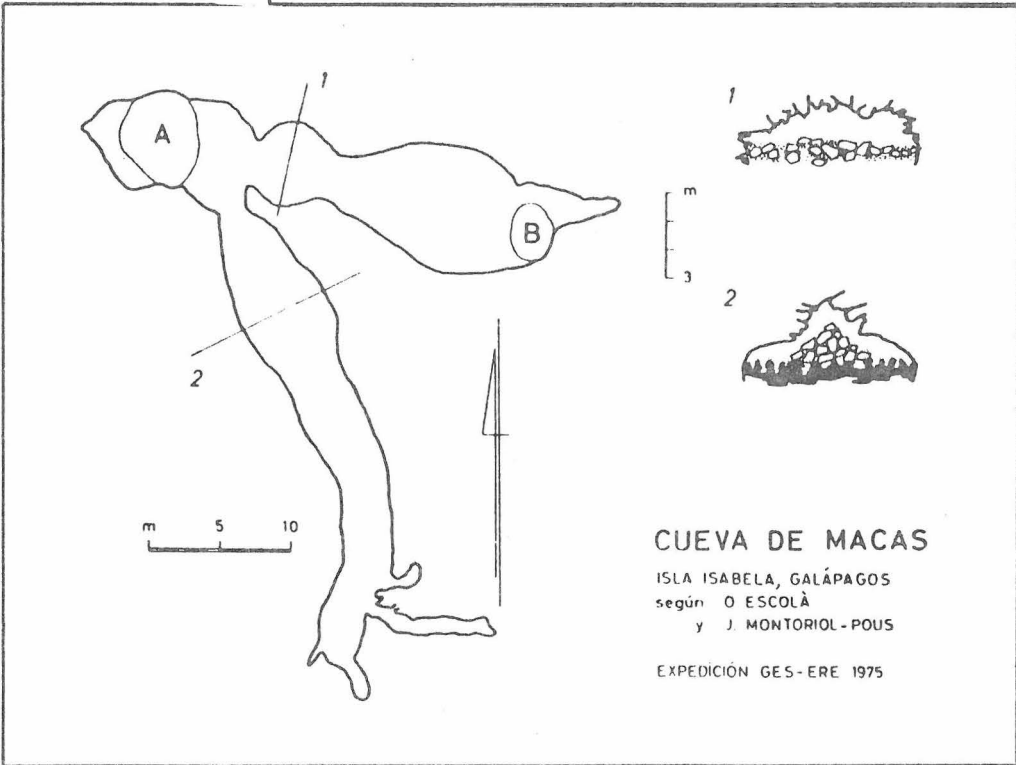 1
A
B
2
1
m
3
2
m 5 10
CUEVA DE MACAS
ISLA ISABELA, GALÁPAGOS
según O ESCOLÀ
y J. MONTORIOL-POUS
EXPEDICIÓN GES-ERE 1975